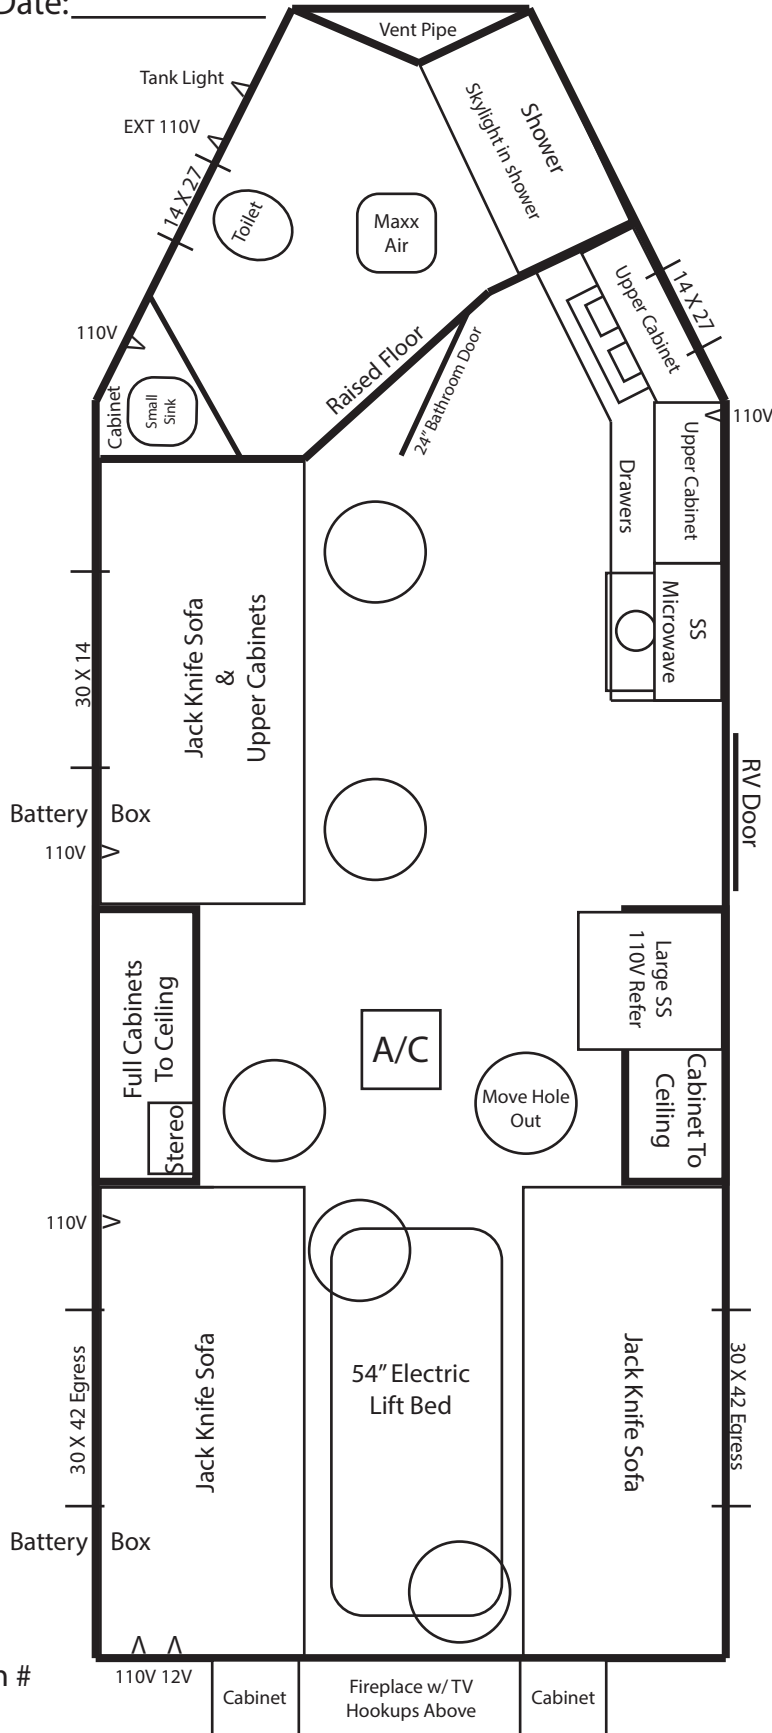 Date:
Vent Pipe
Tank Light
EXT 110V
14 X 27
Toilet
Maxx
Air
Shower
Skylight in shower
Upper Cabinet
14 X 27
110V
Cabinet
Small
Sink
Raised Floor
24” Bathroom Door
110V
Upper Cabinet
Drawers
SS
Microwave
30 X 14
Jack Knife Sofa
&
Upper Cabinets
RV Door
Battery Box
110V
Full Cabinets
To Ceiling
Stereo
A/C
Large SS
110V Refer
Move Hole
Out
Cabinet To
Ceiling
110V
30 X 42 Egress
Jack Knife Sofa
54” Electric
Lift Bed
Jack Knife Sofa
30 X 42 Egress
Battery Box
110V 12V
#
Cabinet
Fireplace w/ TV
Hookups Above
Cabinet